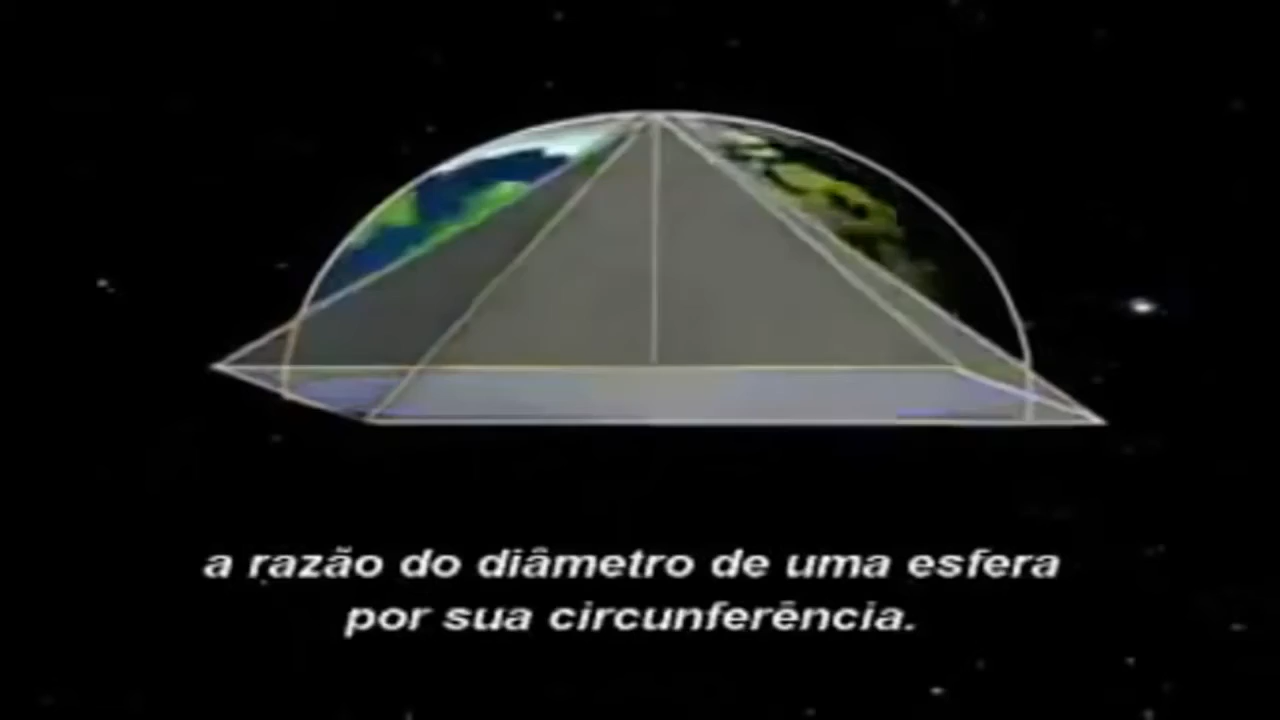 a razão do diâmetro de uma esfera
por sua circunferência.